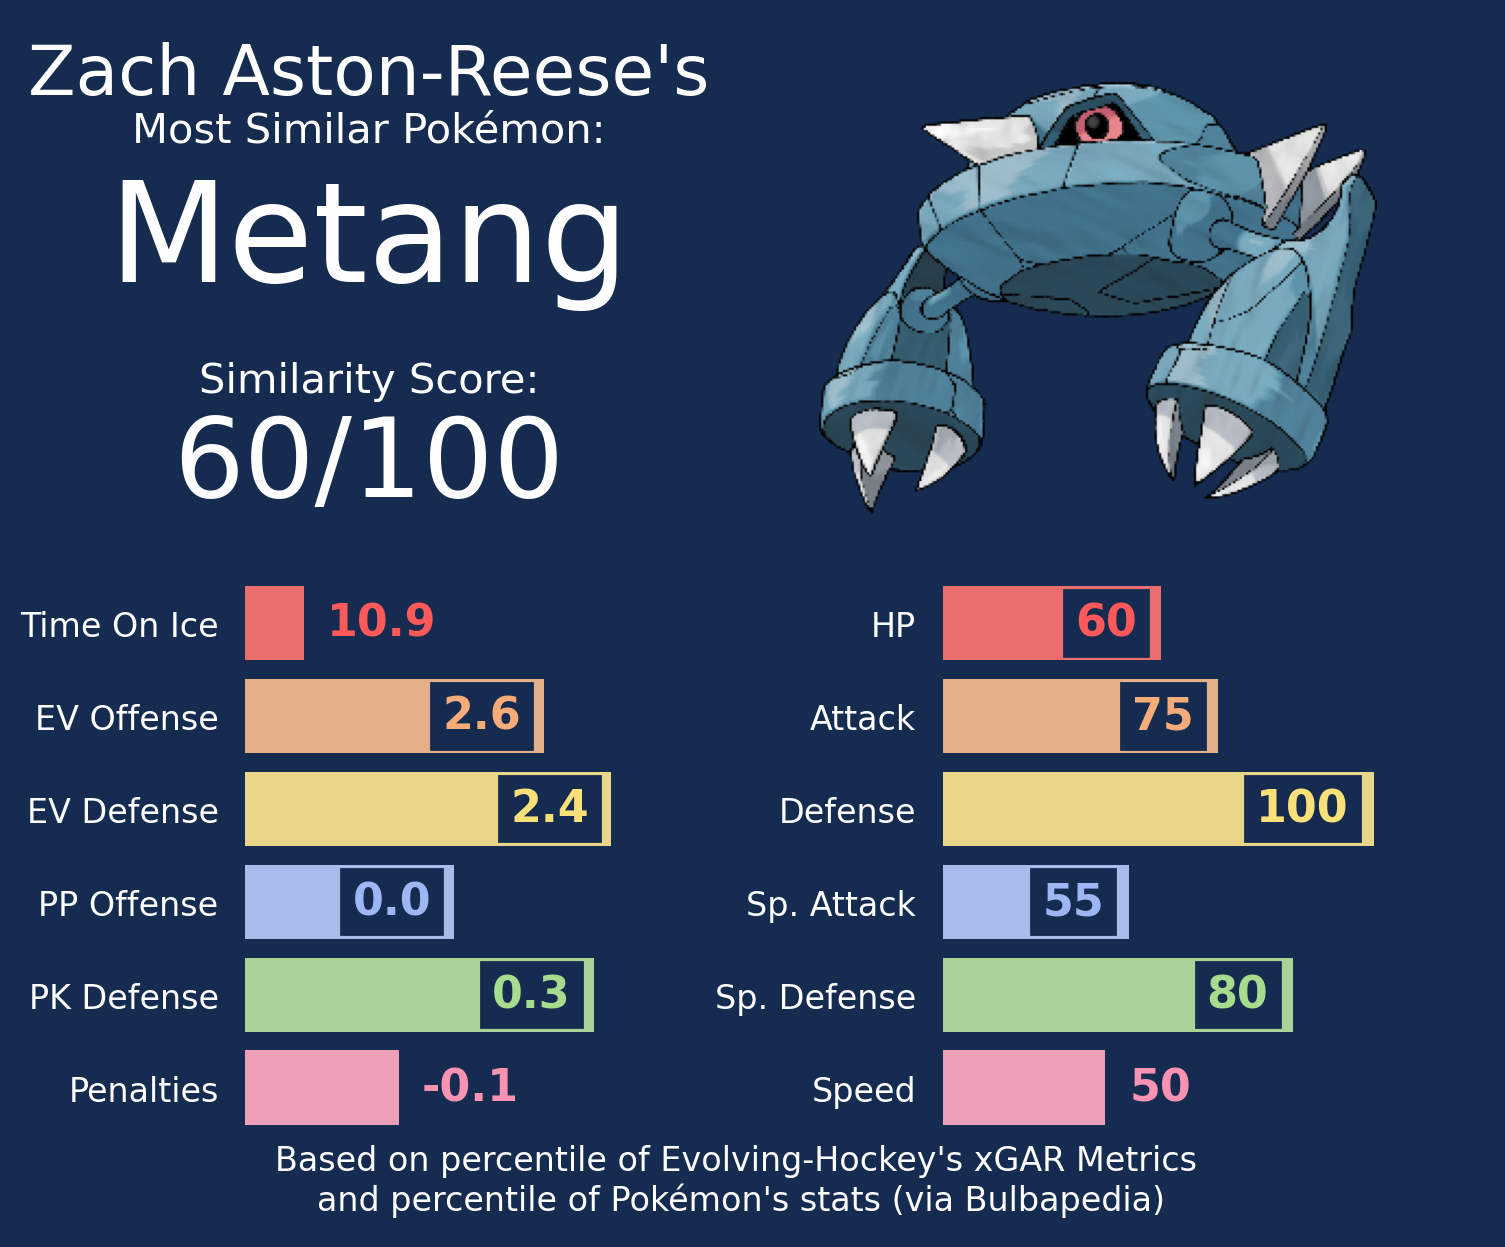 Zach Aston-Reese's
Most Similar Pokémon:
Metang
Similarity Score:
60/100
Time On Ice 10.9
EV Offense 2.6
EV Defense 2.4
PP Offense 0.0
PK Defense 0.3
Penalties -0.1
HP 60
Attack 75
Defense 100
Sp. Attack 55
Sp. Defense 80
Speed 50
Based on percentile of Evolving-Hockey's xGAR Metrics
and percentile of Pokémon's stats (via Bulbapedia)